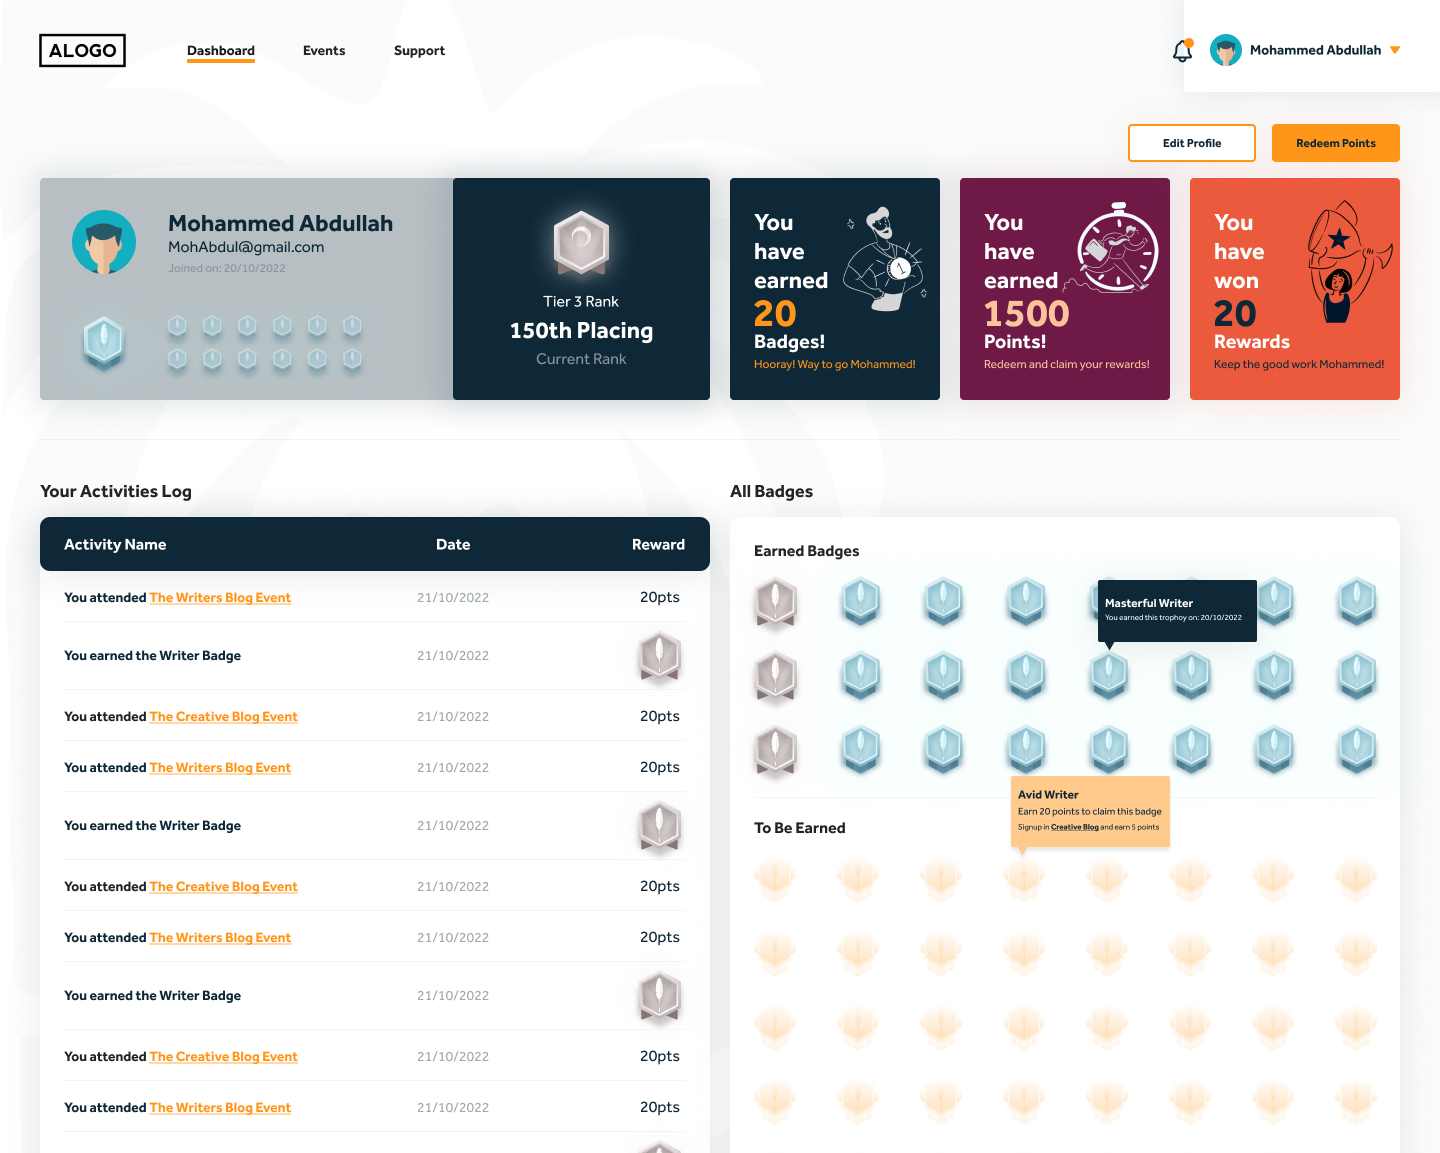 ALOGO
Dashboard
Events
Support
Mohammed Abdullah
Edit Profile
Redeem Points
Mohammed Abdullah
MohAbdul@gmail.com
Joined on: 20/10/2022
Tier 3 Rank
150th Placing
Current Rank
You
have
earned
20
Badges!
Hooray! Way to go Mohammed!
1
You
have
earned
1500
Points!
Redeem and claim your rewards!
You
have
won
20
Rewards
Keep the good work Mohammed!
Your Activities Log
Activity Name Date Reward
You attended The Writers Blog Event 21/10/2022 20pts
You earned the Writer Badge 21/10/2022
You attended The Creative Blog Event 21/10/2022 20pts
You attended The Writers Blog Event 21/10/2022 20pts
You earned the Writer Badge 21/10/2022
You attended The Creative Blog Event 21/10/2022 20pts
You attended The Writers Blog Event 21/10/2022 20pts
You earned the Writer Badge 21/10/2022
You attended The Creative Blog Event 21/10/2022 20pts
You attended The Writers Blog Event 21/10/2022 20pts
All Badges
Earned Badges
Masterful Writer
You earned this trophoy on: 20/10/2022
Avid Writer
Earn 20 points to claim this badge
Signup in Creative Blog and earn 5 points
To Be Earned